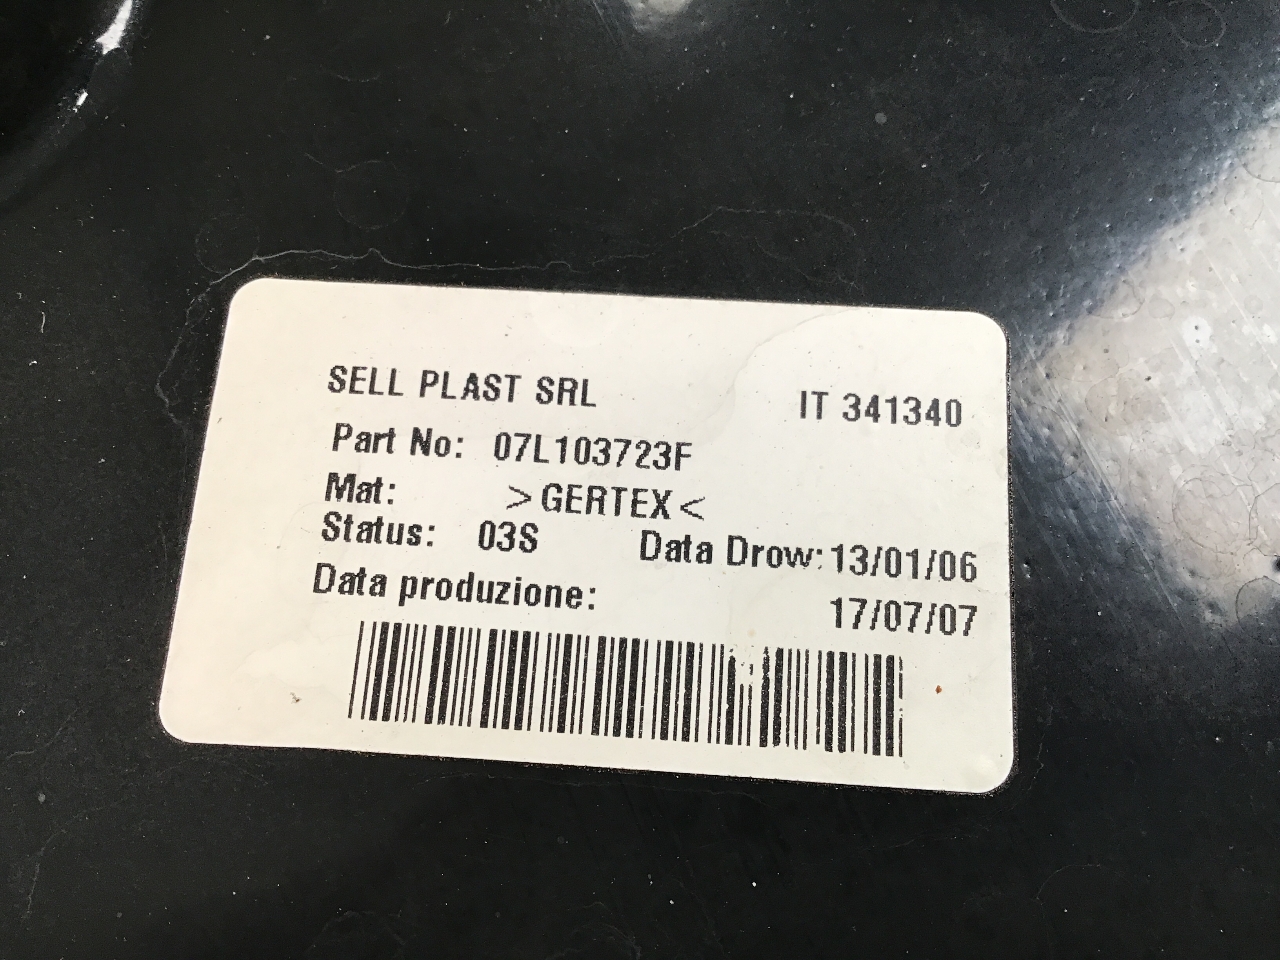 SELL PLAST SRL IT 341340
Part No: 07L103723F
Mat: >GERTEX<
Status: 03S Data Drow: 13/01/06
Data produzione: 17/07/07